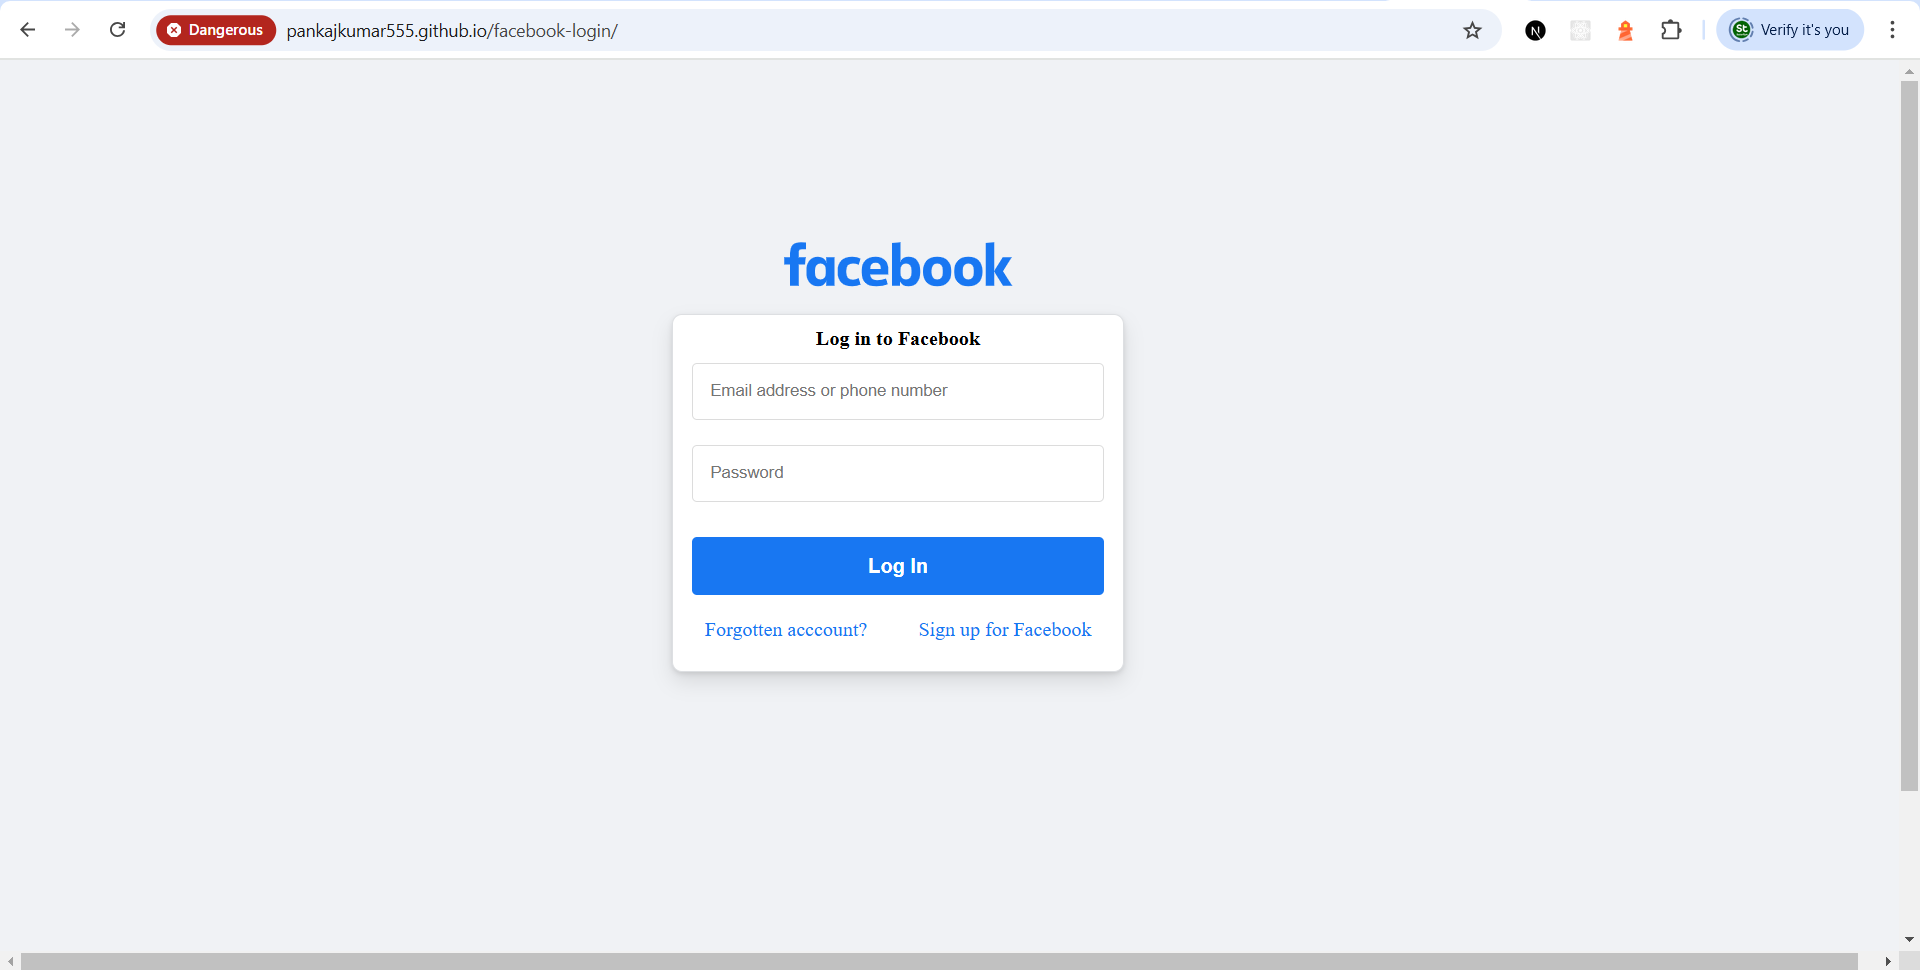 Dangerous pankajkumar555.github.io/facebook-login/ N St Verify it's you
facebook
Log in to Facebook
Email address or phone number
Password
Log In
Forgotten acccount? Sign up for Facebook